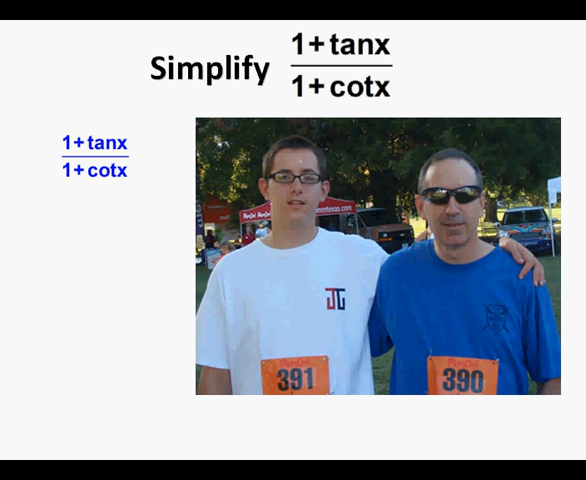 Simplify 1+tanx
1+cotx
1+tanx
1+cotx
391
390